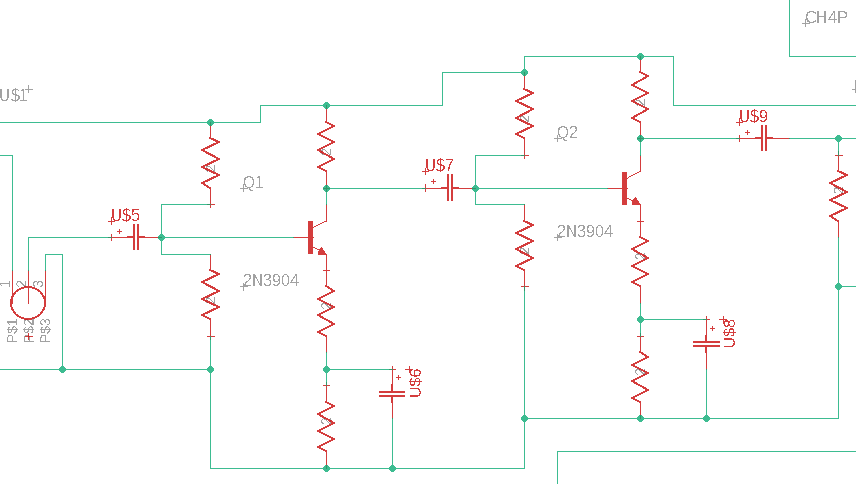 CH4P
U$1
U$9
Q2
U$7
Q1
U$5
2N3904
2N3904
1
2
3
P$1
P$2
P$3
U$8
U$6